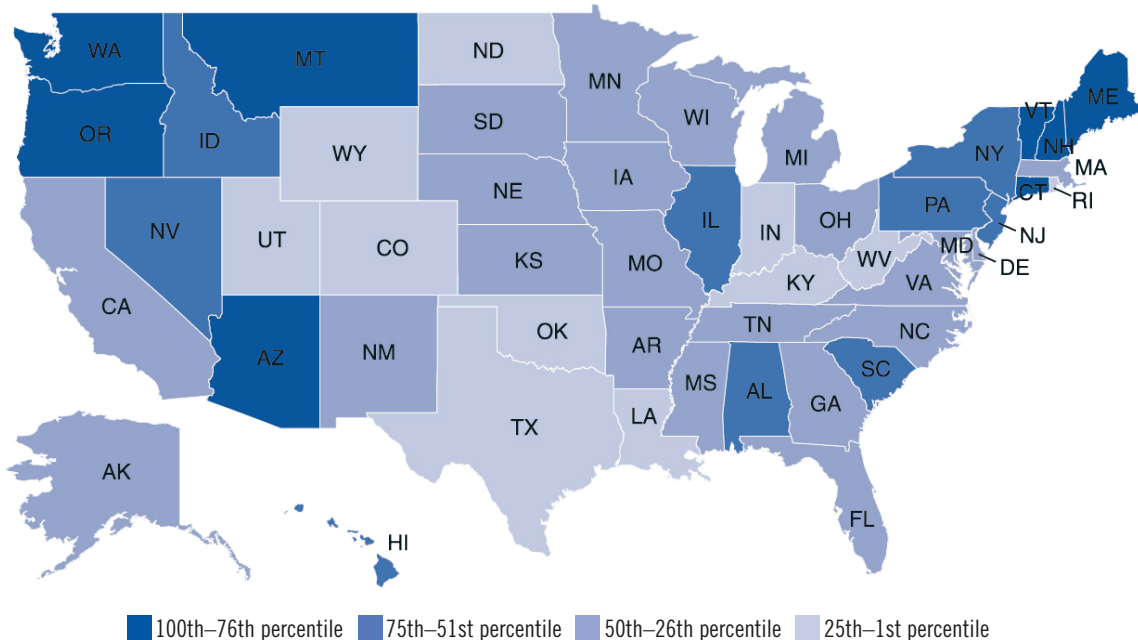 WA
MT
ND
MN
ME
VT
OR
ID
SD
WI
NH
NY
WY
MI
MA
IA
NE
CT
RI
PA
NV
IL
OH
IN
NJ
UT
CO
MD
WV
DE
KS
MO
KY
VA
CA
TN
NC
OK
AZ
NM
AR
SC
MS
AL
GA
LA
TX
AK
FL
HI
100th–76th percentile 75th–51st percentile 50th–26th percentile 25th–1st percentile